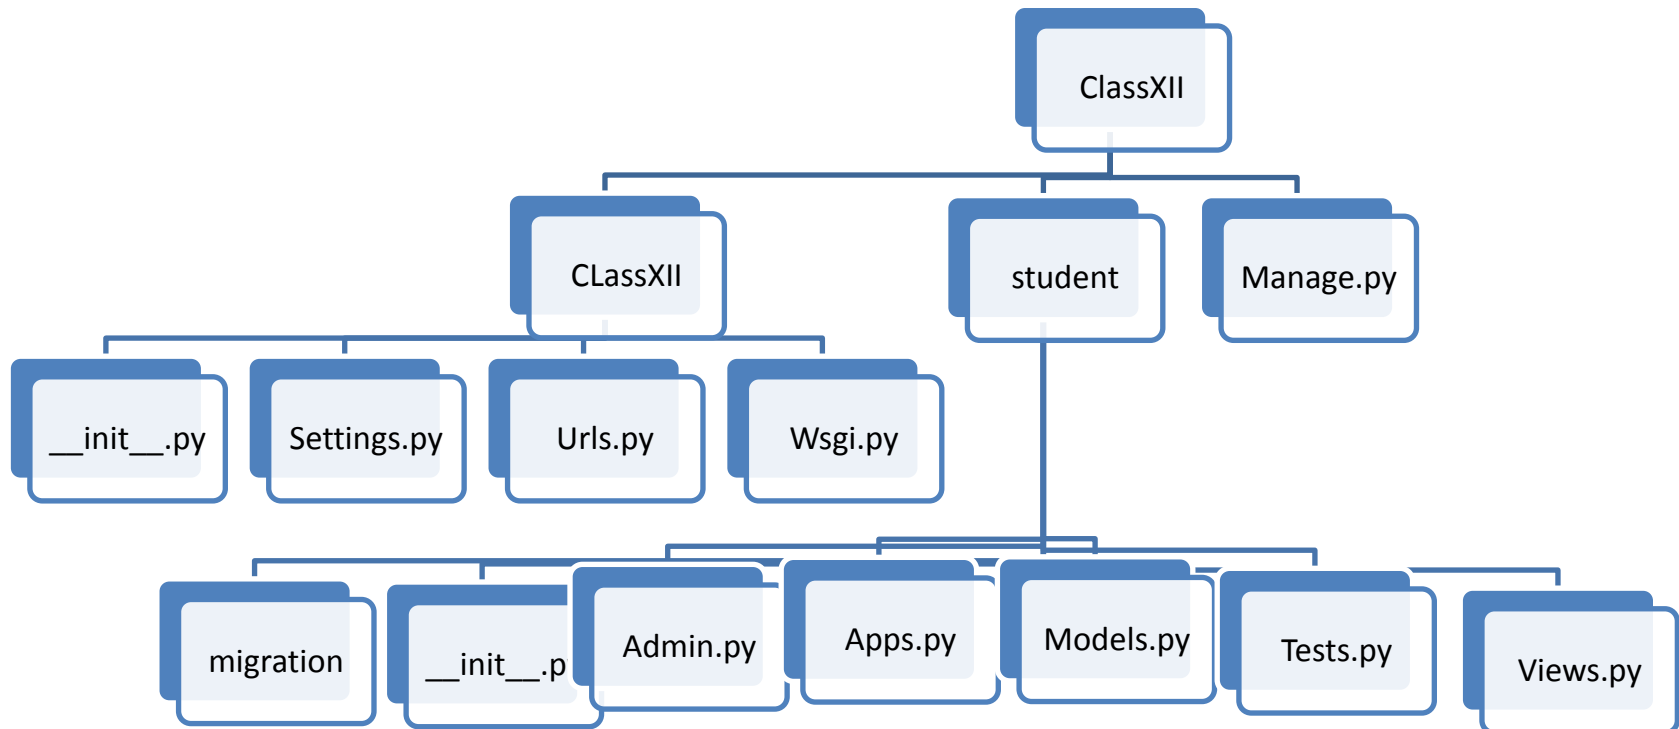 ClassXII
CLassXII
student
Manage.py
__init__.py
Settings.py
Urls.py
Wsgi.py
migration
__init__.p
Admin.py
Apps.py
Models.py
Tests.py
Views.py